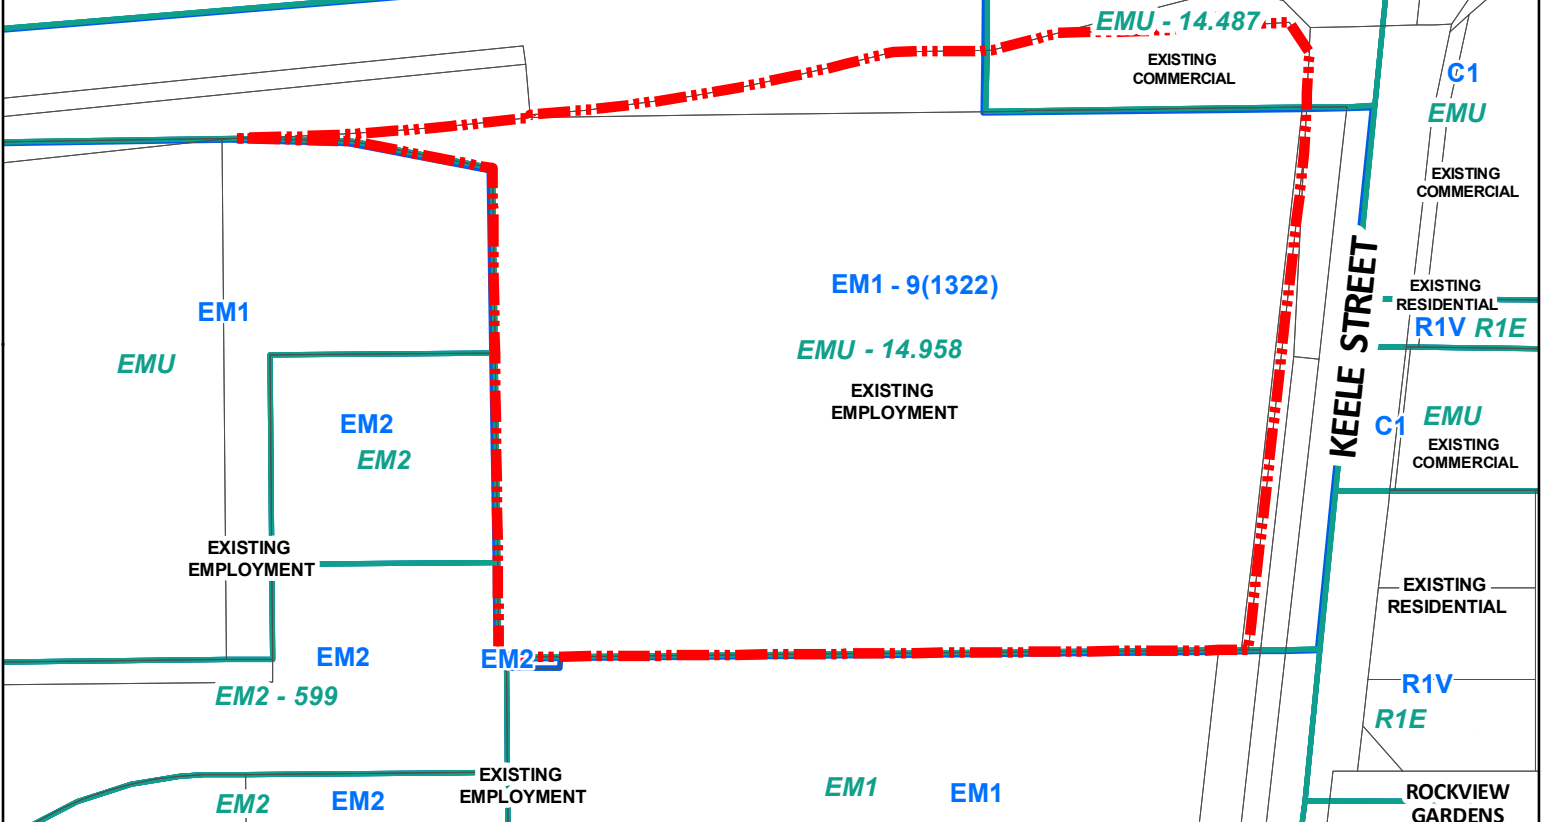 EMU - 14.487
EXISTING
COMMERCIAL
C1
EMU
EXISTING
COMMERCIAL
EM1 - 9(1322)
EMU - 14.958
EXISTING
EMPLOYMENT
EM1
EMU
EM2
EM2
KEELE STREET
EXISTING
RESIDENTIAL
R1V R1E
C1
EMU
EXISTING
COMMERCIAL
EXISTING
EMPLOYMENT
EXISTING
RESIDENTIAL
EM2
EM2
EM2 - 599
R1V
R1E
EXISTING
EMPLOYMENT
EM2
EM2
EM1
EM1
ROCKVIEW
GARDENS